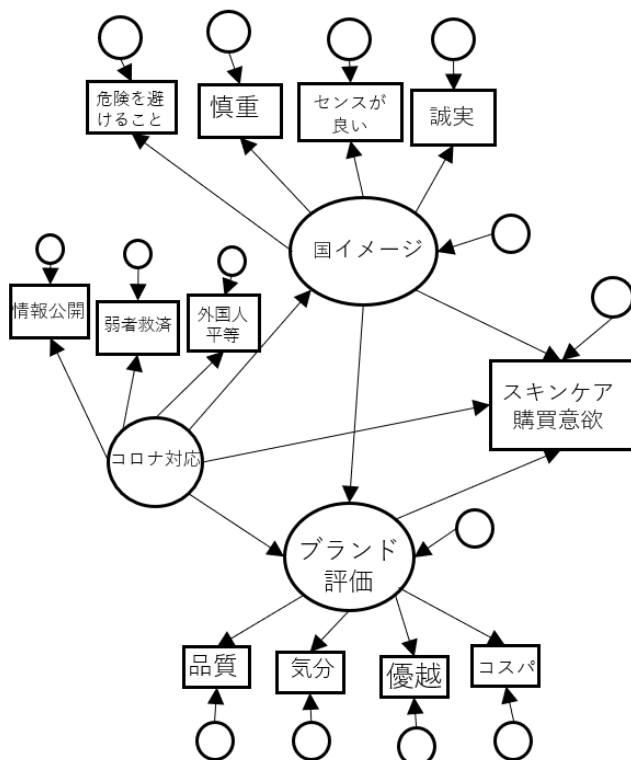 危険を避
けること
慎重
センスが
良い
誠実
国イメージ
情報公開
弱者救済
外国人
平等
スキンケア
購買意欲
コロナ対応
ブランド
評価
品質
気分
優越
コスパ